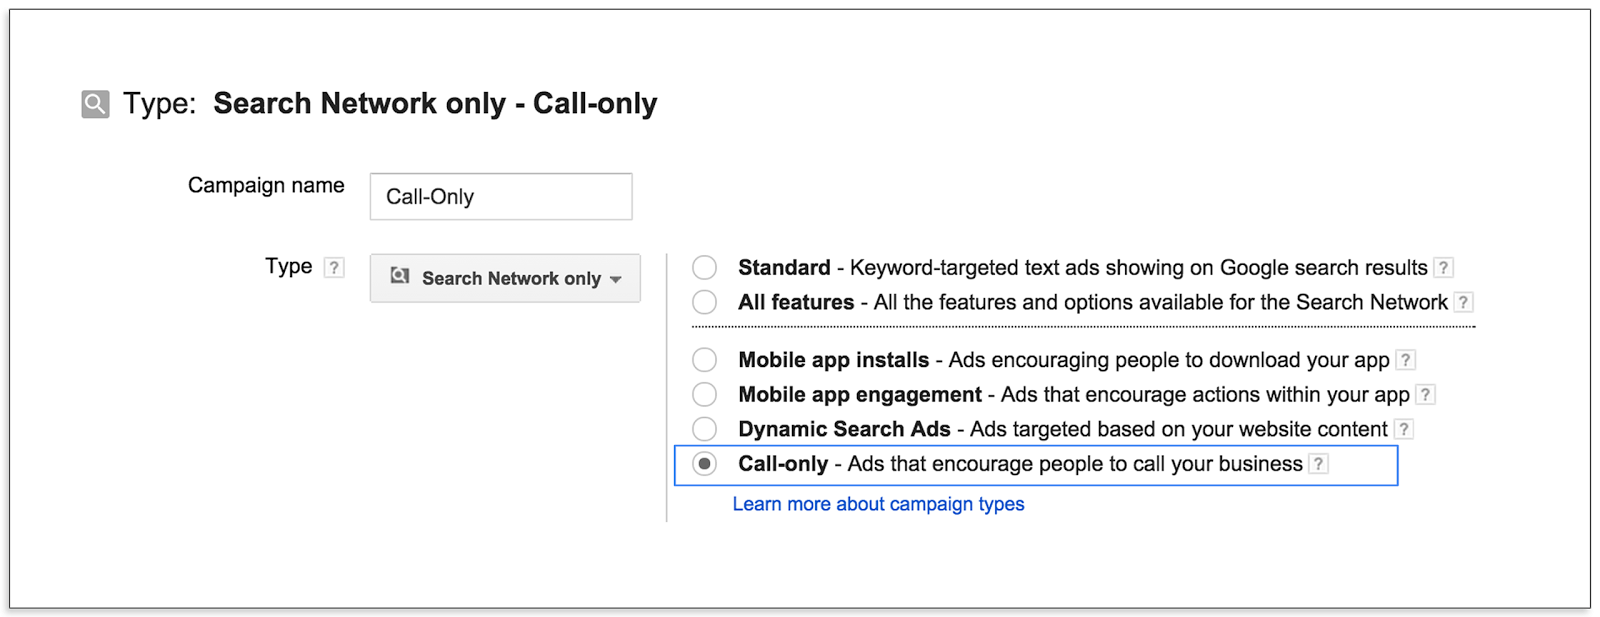 Type: Search Network only - Call-only
Campaign name
Call-Only
Type ?
Search Network only
Standard - Keyword-targeted text ads showing on Google search results ?
All features - All the features and options available for the Search Network ?
Mobile app installs - Ads encouraging people to download your app ?
Mobile app engagement - Ads that encourage actions within your app ?
Dynamic Search Ads - Ads targeted based on your website content ?
Call-only - Ads that encourage people to call your business ?
Learn more about campaign types